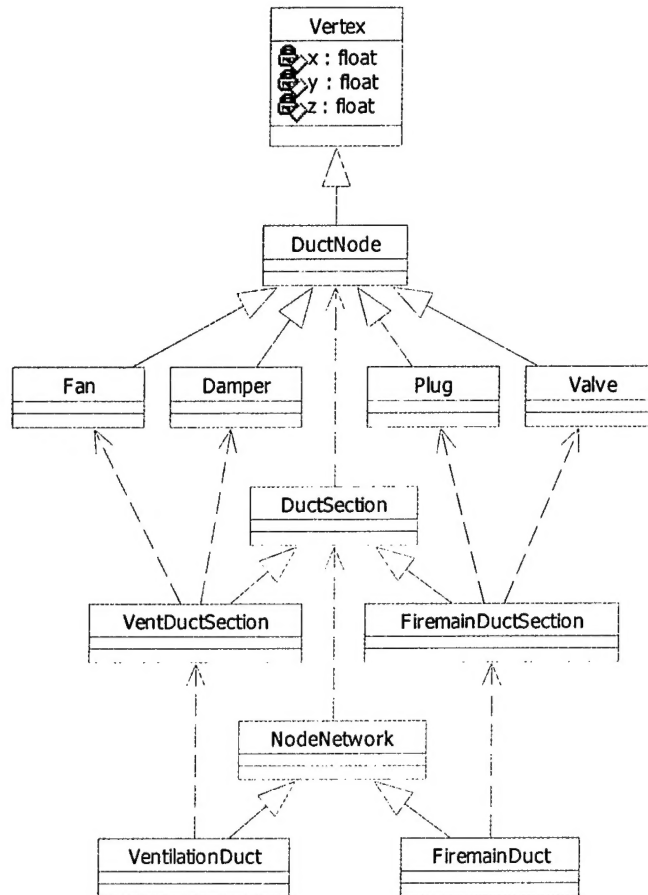 Vertex
x : float
y : float
z : float
DuctNode
Fan
Damper
Plug
Valve
DuctSection
VentDuctSection
FiremainDuctSection
NodeNetwork
VentilationDuct
FiremainDuct